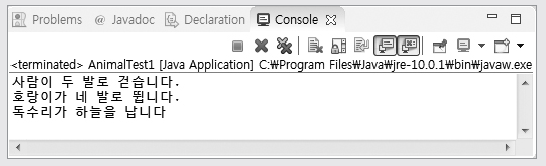 Problems @ Javadoc Declaration Console
<terminated> AnimalTest1 [Java Application] C:₩Program Files₩Java₩jre-10.0.1₩bin₩javaw.exe
사람이 두 발로 걷습니다.
호랑이가 네 발로 뜁니다.
독수리가 하늘을 납니다